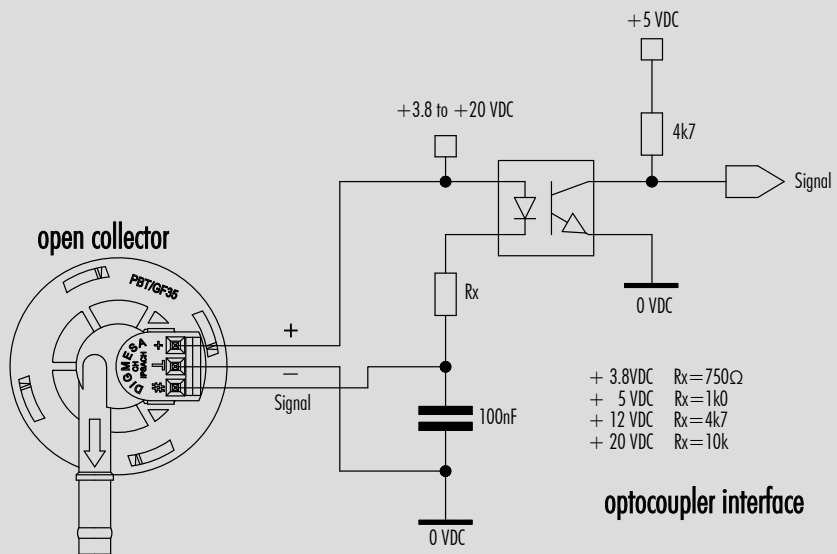 +5 VDC
+3.8 to +20 VDC
4k7
Signal
open collector
PBT/GF35
0 VDC
Rx
+
DIGMESA
CH
IPSACH
+
−
#
Signal
100nF
+ 3.8VDC Rx=750Ω
+ 5 VDC Rx=1k0
+ 12 VDC Rx=4k7
+ 20 VDC Rx=10k
optocoupler interface
0 VDC